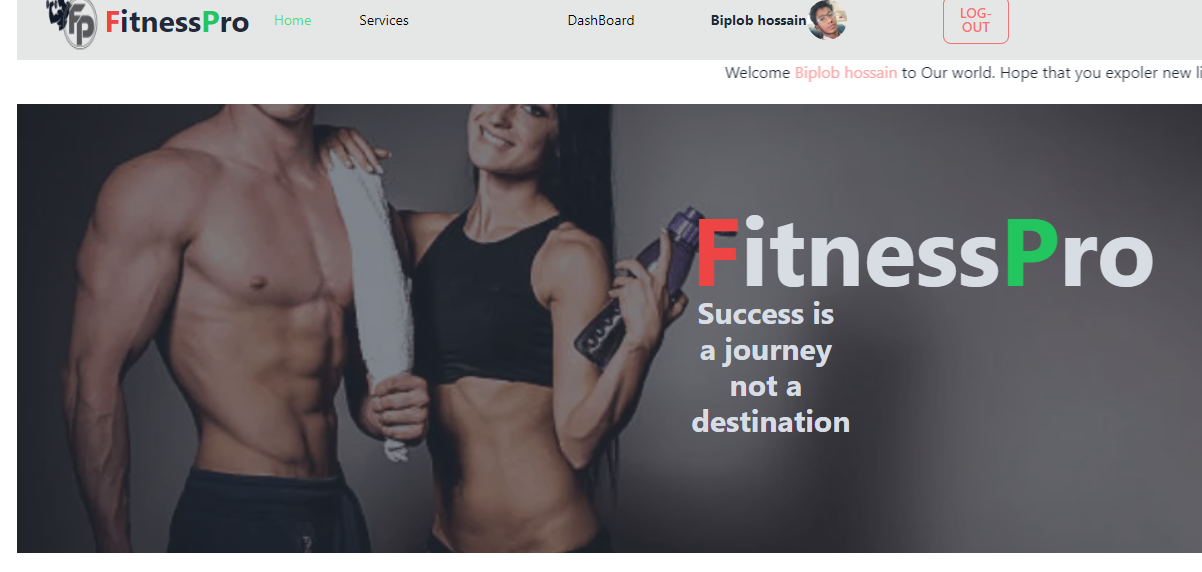 FP FitnessPro Home Services DashBoard Biplob hossain LOG-
OUT
Welcome Biplob hossain to Our world. Hope that you expoler new li
FitnessPro
Success is
a journey
not a
destination